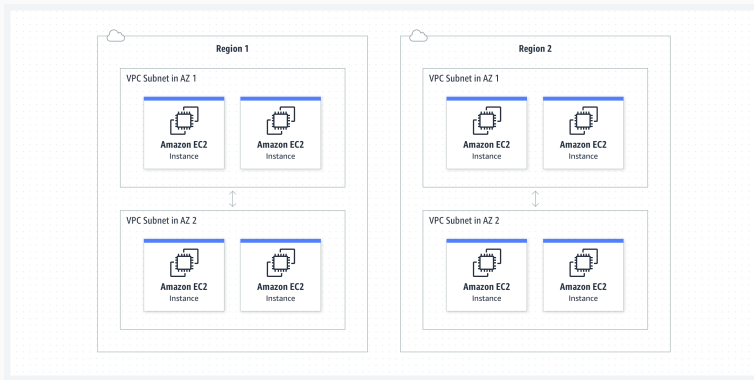 Region 1
VPC Subnet in AZ 1
Amazon EC2
Instance
Amazon EC2
Instance
VPC Subnet in AZ 2
Amazon EC2
Instance
Amazon EC2
Instance
Region 2
VPC Subnet in AZ 1
Amazon EC2
Instance
Amazon EC2
Instance
VPC Subnet in AZ 2
Amazon EC2
Instance
Amazon EC2
Instance